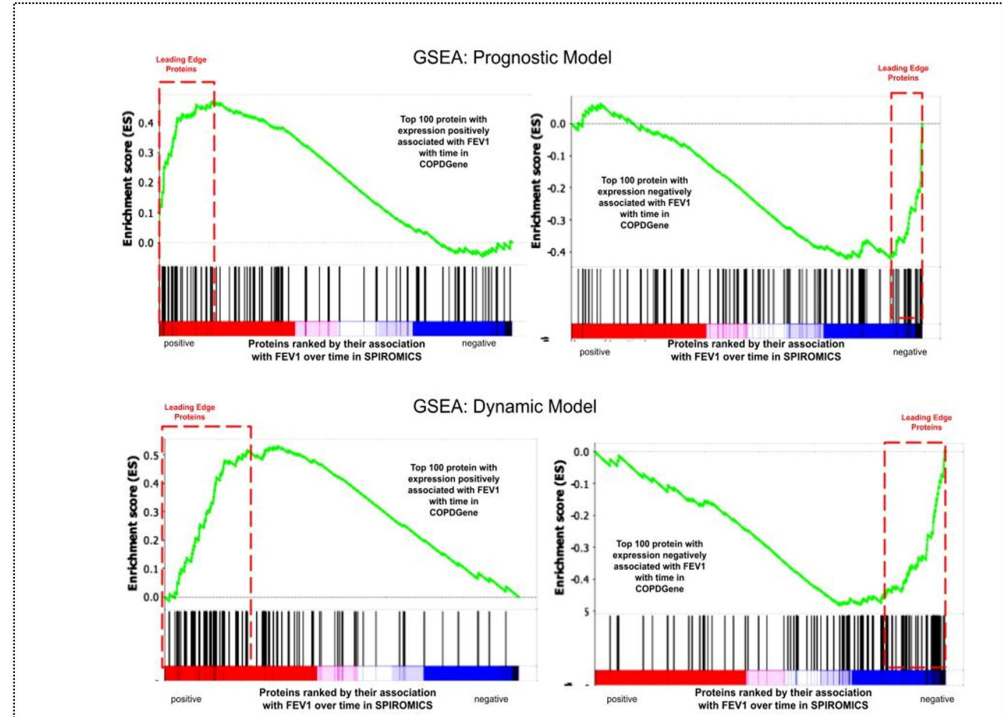 GSEA: Prognostic Model
Leading Edge
Proteins
Enrichment score (ES)
0.4
0.3
0.2
0.1
0.0
Top 100 protein with
expression positively
associated with FEV1
with time in
COPDGene
positive
negative
Proteins ranked by their association
with FEV1 over time in SPIROMICS
Leading Edge
Proteins
Enrichment score (ES)
0.0
-0.1
-0.2
-0.3
-0.4
Top 100 protein with
expression negatively
associated with FEV1
with time in
COPDGene
positive
negative
Proteins ranked by their association
with FEV1 over time in SPIROMICS
GSEA: Dynamic Model
Leading Edge
Proteins
Enrichment score (ES)
0.5
0.4
0.3
0.2
0.1
0.0
Top 100 protein with
expression positively
associated with FEV1
with time in
COPDGene
positive
negative
Proteins ranked by their association
with FEV1 over time in SPIROMICS
Leading Edge
Proteins
Enrichment score (ES)
0.0
-0.1
-0.2
-0.3
-0.4
5
Top 100 protein with
expression negatively
associated with FEV1
with time in
COPDGene
positive
negative
Proteins ranked by their association
with FEV1 over time in SPIROMICS